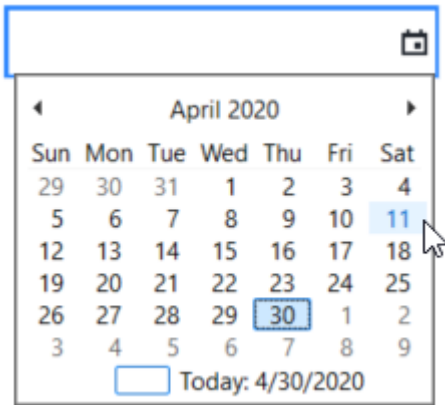 April 2020
Sun Mon Tue Wed Thu Fri Sat
29 30 31 1 2 3 4
5 6 7 8 9 10 11
12 13 14 15 16 17 18
19 20 21 22 23 24 25
26 27 28 29 30 1 2
3 4 5 6 7 8 9
Today: 4/30/2020